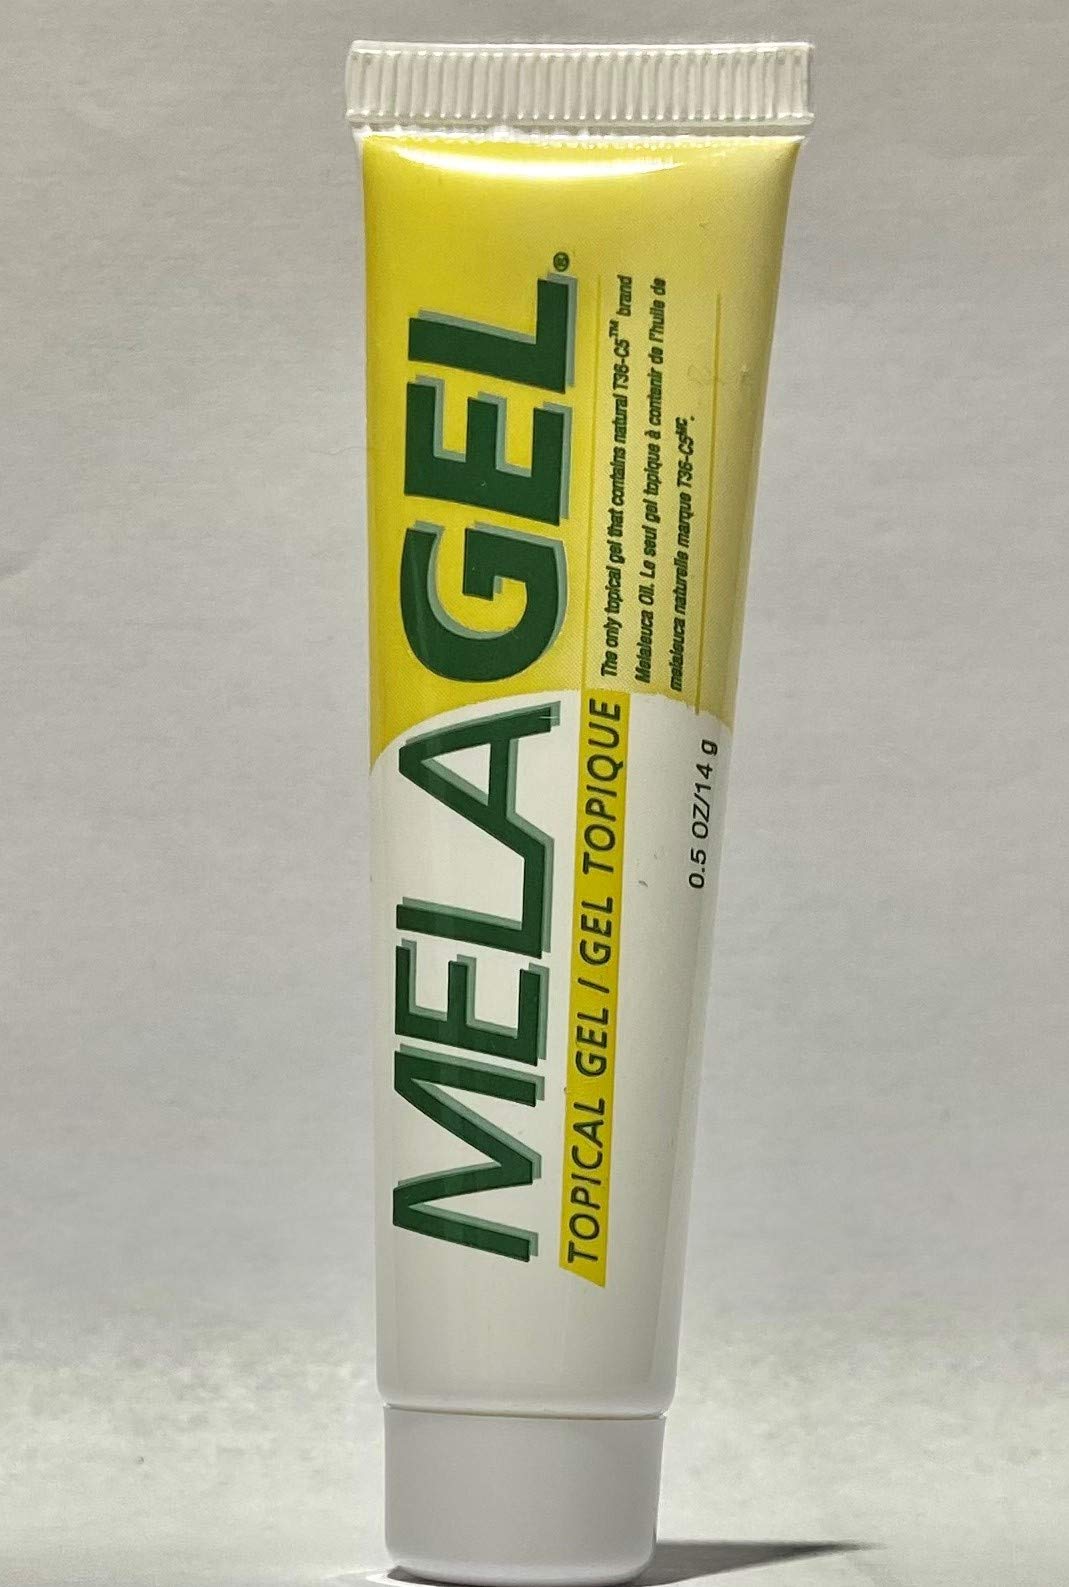 MELAGEL®
TOPICAL GEL / GEL TOPIQUE
The only topical gel that contains natural T36-C5™ brand
Melaleuca Oil. Le seul gel topique à contenir de l'huile de
melaleuca naturelle marque T36-C5ᴹᶜ.
0.5 OZ/14 g